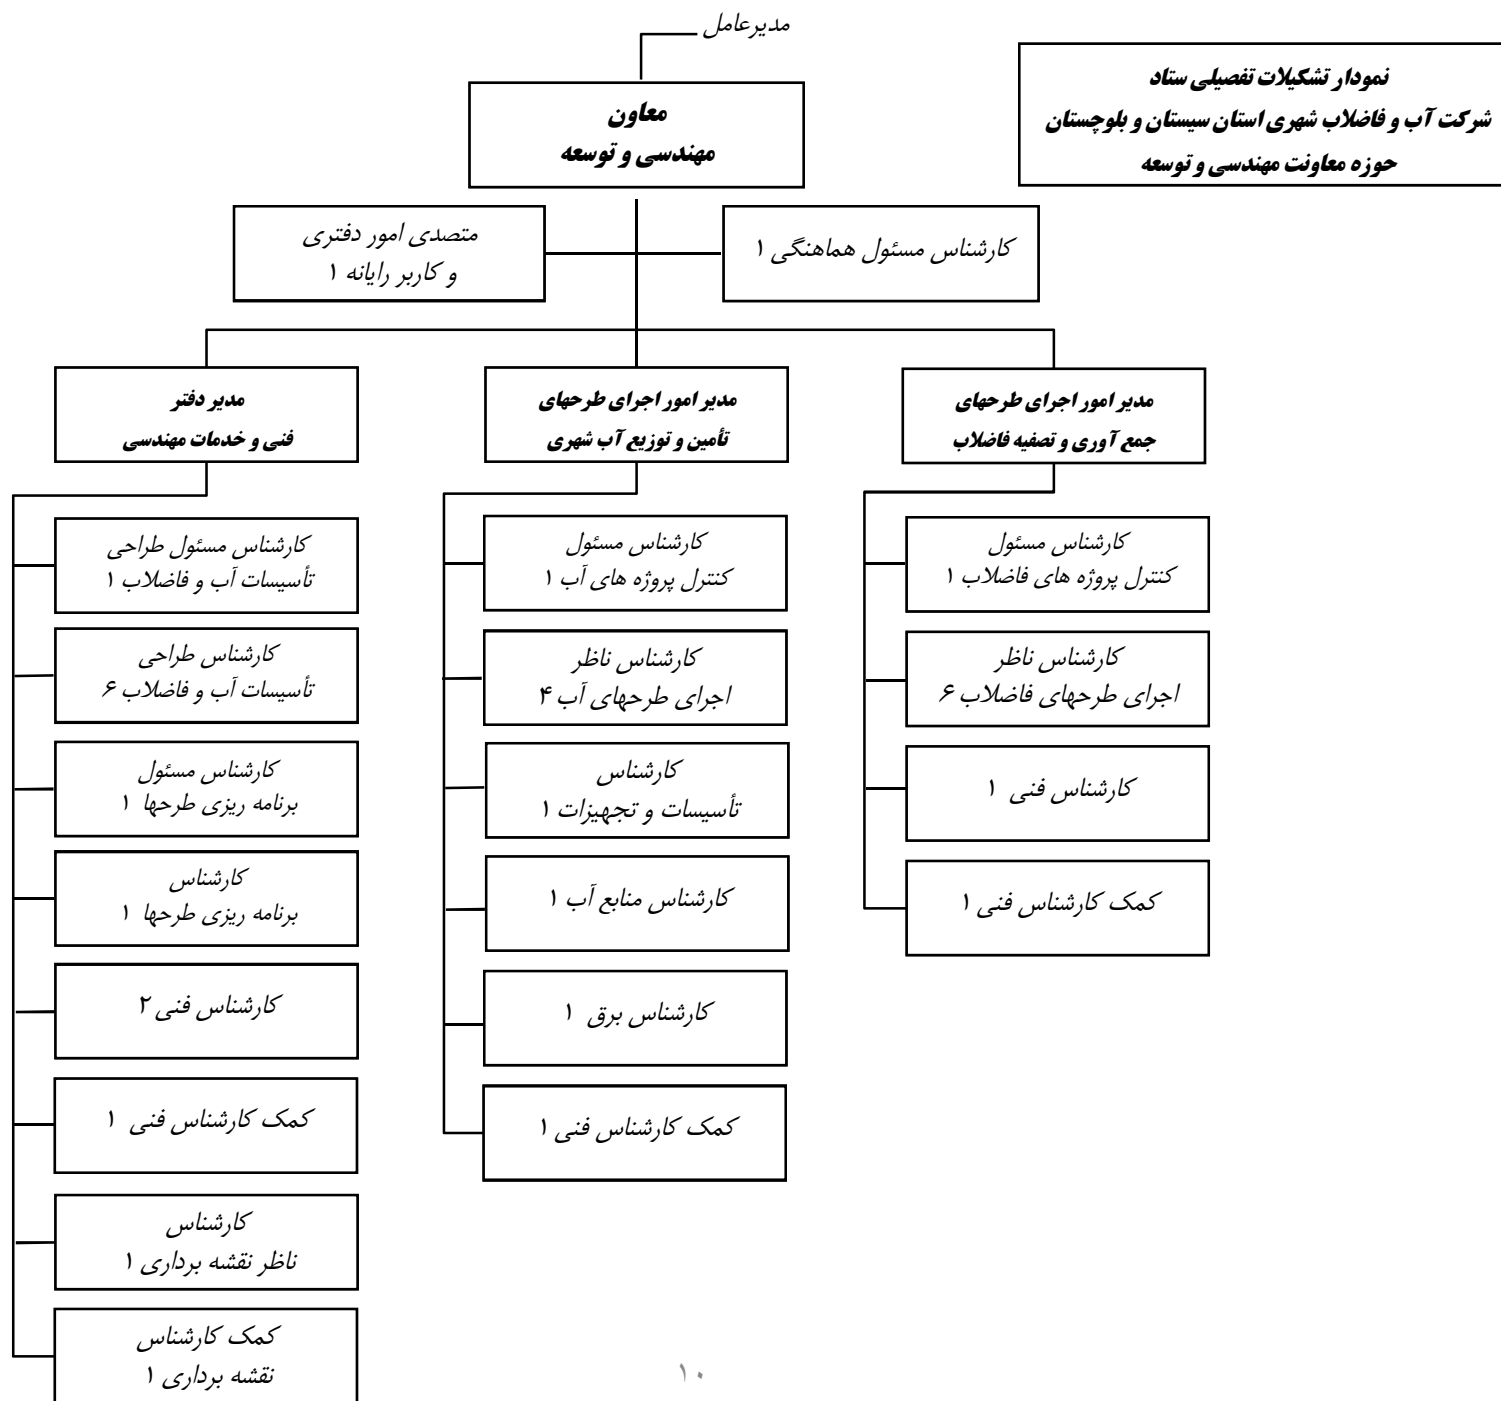 مدیرعامل
نمودار تشکیلات تفصیلی ستاد
شرکت آب و فاضلاب شهری استان سیستان و بلوچستان
حوزه معاونت مهندسی و توسعه
معاون
مهندسی و توسعه
کارشناس مسئول هماهنگی ۱
متصدی امور دفتری
و کاربر رایانه ۱
مدیر امور اجرای طرحهای
جمع آوری و تصفیه فاضلاب
کارشناس مسئول
کنترل پروژه های فاضلاب ۱
کارشناس ناظر
اجرای طرحهای فاضلاب ۶
کارشناس فنی ۱
کمک کارشناس فنی ۱
مدیر امور اجرای طرحهای
تأمین و توزیع آب شهری
کارشناس مسئول
کنترل پروژه های آب ۱
کارشناس ناظر
اجرای طرحهای آب ۴
کارشناس
تأسیسات و تجهیزات ۱
کارشناس منابع آب ۱
کارشناس برق ۱
کمک کارشناس فنی ۱
مدیر دفتر
فنی و خدمات مهندسی
کارشناس مسئول طراحی
تأسیسات آب و فاضلاب ۱
کارشناس طراحی
تأسیسات آب و فاضلاب ۶
کارشناس مسئول
برنامه ریزی طرحها ۱
کارشناس
برنامه ریزی طرحها ۱
کارشناس فنی ۲
کمک کارشناس فنی ۱
کارشناس
ناظر نقشه برداری ۱
کمک کارشناس
نقشه برداری ۱
۱۰